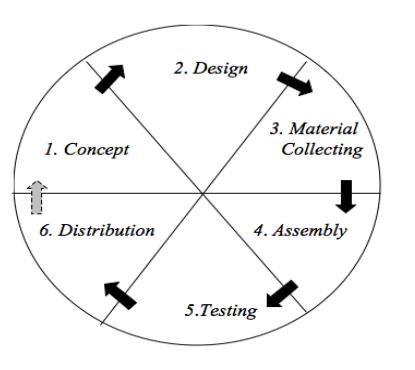 2. Design
3. Material
Collecting
1. Concept
6. Distribution
4. Assembly
5.Testing